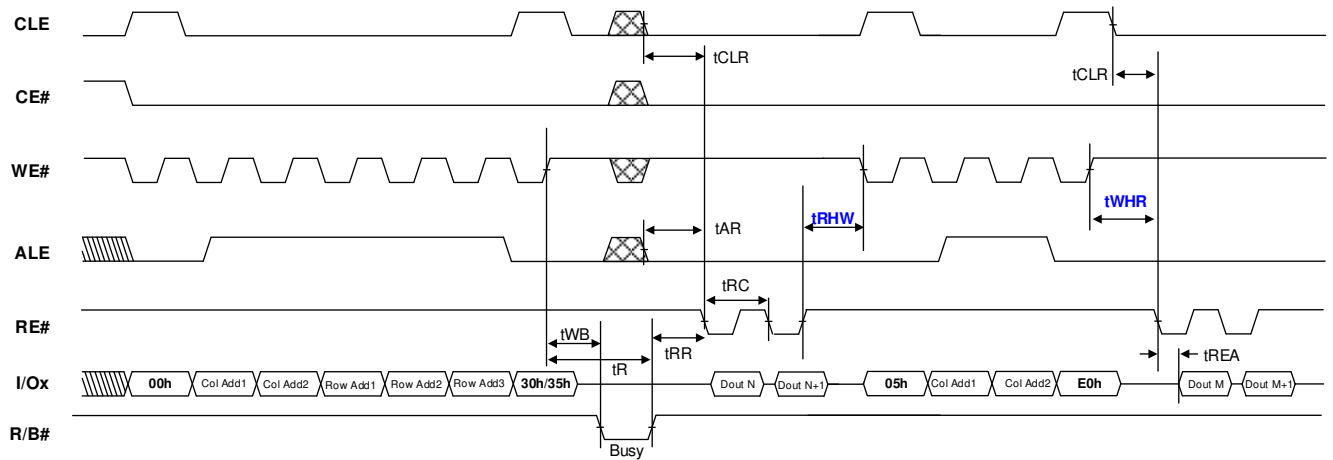 CLE
tCLR
tCLR
CE#
WE#
tWHR
tRHW
tAR
ALE
tRC
RE#
tWB
tRR
tR
tREA
I/Ox
00h Col Add1 Col Add2 Row Add1 Row Add2 Row Add3 30h/35h Dout N Dout N+1 05h Col Add1 Col Add2 E0h Dout M Dout M+1
R/B#
Busy